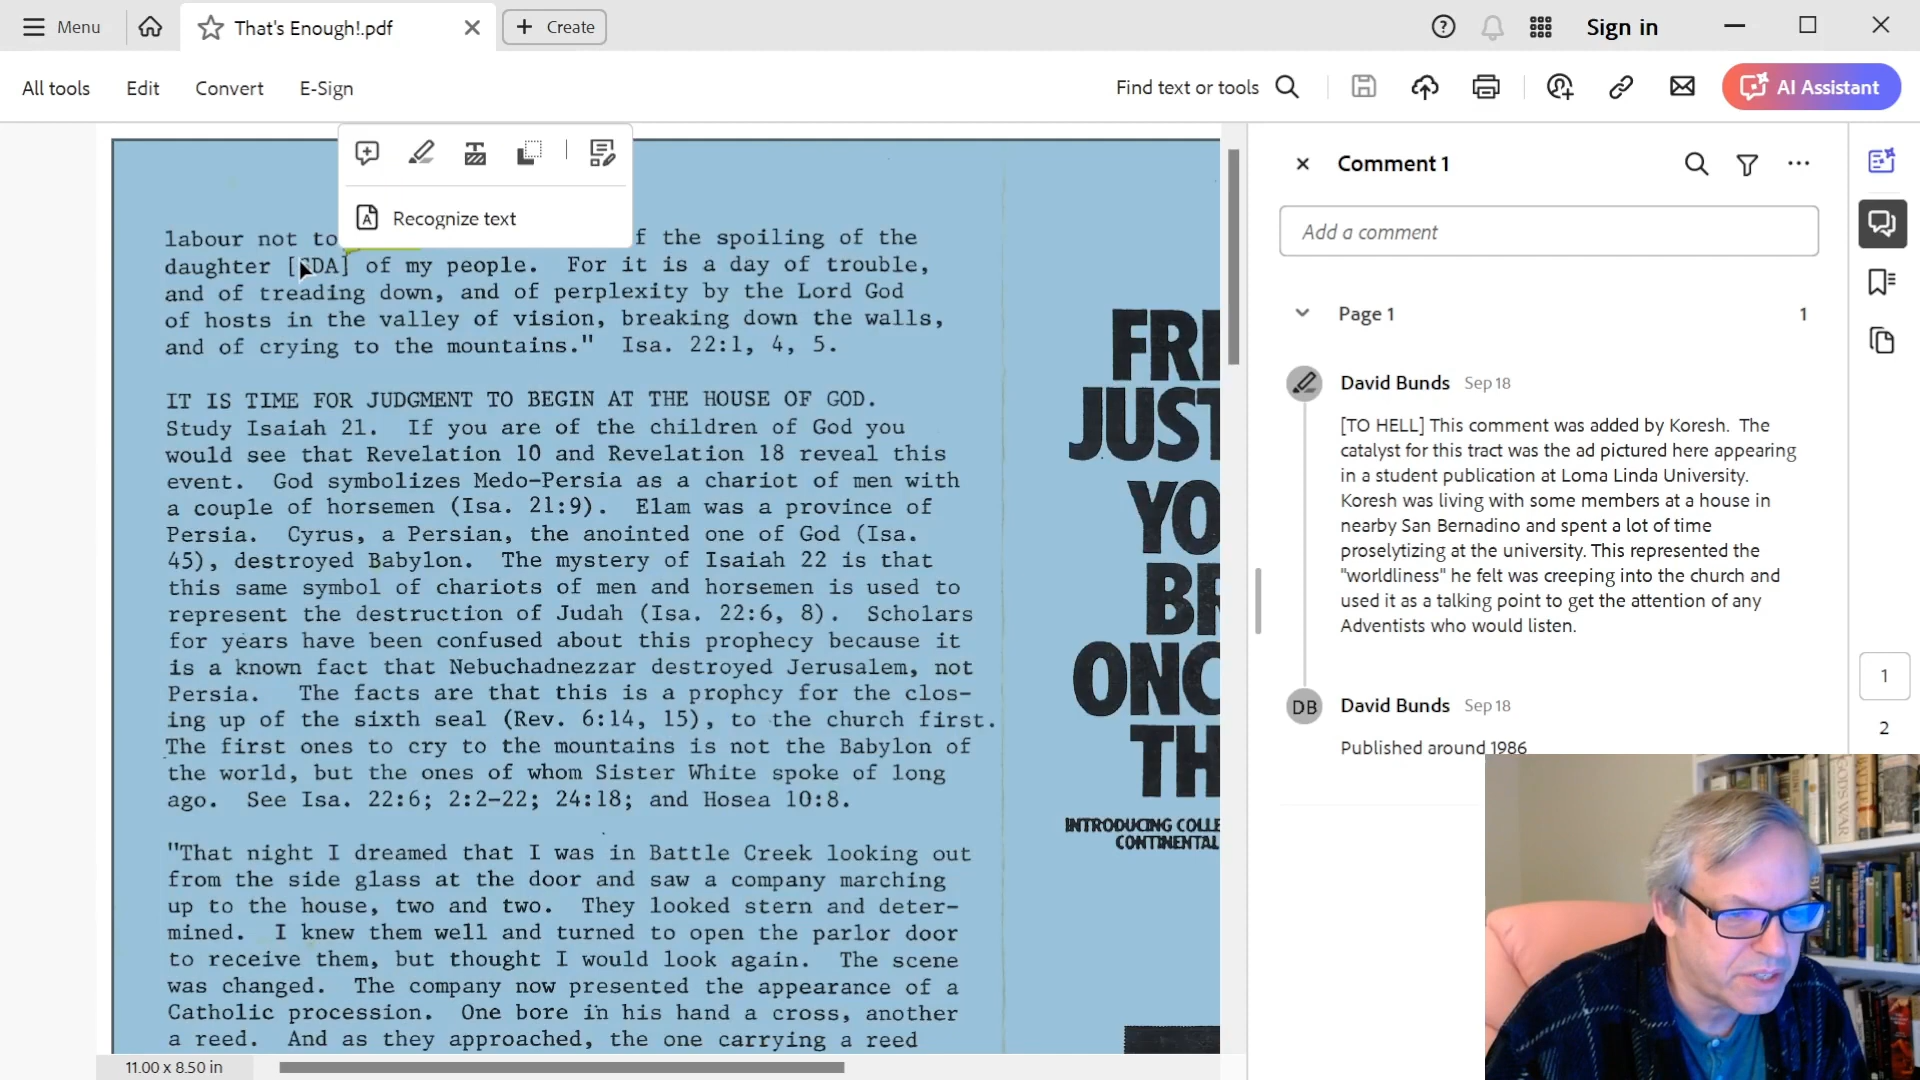 Menu
That's Enough!.pdf
Create
Sign in
All tools
Edit
Convert
E-Sign
Find text or tools
AI Assistant
Recognize text
labour not to
f the spoiling of the
daughter [SDA] of my people. For it is a day of trouble,
and of treading down, and of perplexity by the Lord God
of hosts in the valley of vision, breaking down the walls,
and of crying to the mountains." Isa. 22:1, 4, 5.
IT IS TIME FOR JUDGMENT TO BEGIN AT THE HOUSE OF GOD.
Study Isaiah 21. If you are of the children of God you
would see that Revelation 10 and Revelation 18 reveal this
event. God symbolizes Medo-Persia as a chariot of men with
a couple of horsemen (Isa. 21:9). Elam was a province of
Persia. Cyrus, a Persian, the anointed one of God (Isa.
45), destroyed Babylon. The mystery of Isaiah 22 is that
this same symbol of chariots of men and horsemen is used to
represent the destruction of Judah (Isa. 22:6, 8). Scholars
for years have been confused about this prophecy because it
is a known fact that Nebuchadnezzar destroyed Jerusalem, not
Persia. The facts are that this is a prophcy for the clos-
ing up of the sixth seal (Rev. 6:14, 15), to the church first.
The first ones to cry to the mountains is not the Babylon of
the world, but the ones of whom Sister White spoke of long
ago. See Isa. 22:6; 2:2-22; 24:18; and Hosea 10:8.
"That night I dreamed that I was in Battle Creek looking out
from the side glass at the door and saw a company marching
up to the house, two and two. They looked stern and deter-
mined. I knew them well and turned to open the parlor door
to receive them, but thought I would look again. The scene
was changed. The company now presented the appearance of a
Catholic procession. One bore in his hand a cross, another
a reed. And as they approached, the one carrying a reed
FRI
JUST
YO
BR
ONC
TH
INTRODUCING COLLE
CONTINENTAL
11.00 x 8.50 in
Comment 1
Add a comment
Page 1
1
David Bunds Sep 18
[TO HELL] This comment was added by Koresh. The
catalyst for this tract was the ad pictured here appearing
in a student publication at Loma Linda University.
Koresh was living with some members at a house in
nearby San Bernadino and spent a lot of time
proselytizing at the university. This represented the
"worldliness" he felt was creeping into the church and
used it as a talking point to get the attention of any
Adventists who would listen.
DB
David Bunds Sep 18
Published around 1986
1
2
GOD'S WAR